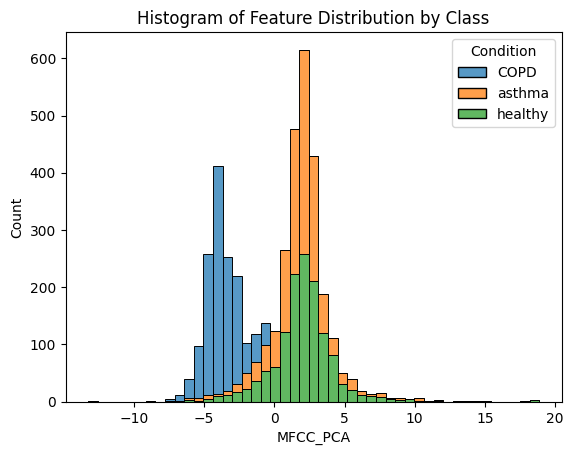 Histogram of Feature Distribution by Class
Condition
COPD
asthma
healthy
Count
600
500
400
300
200
100
0
−10
−5
0
5
10
15
20
MFCC_PCA